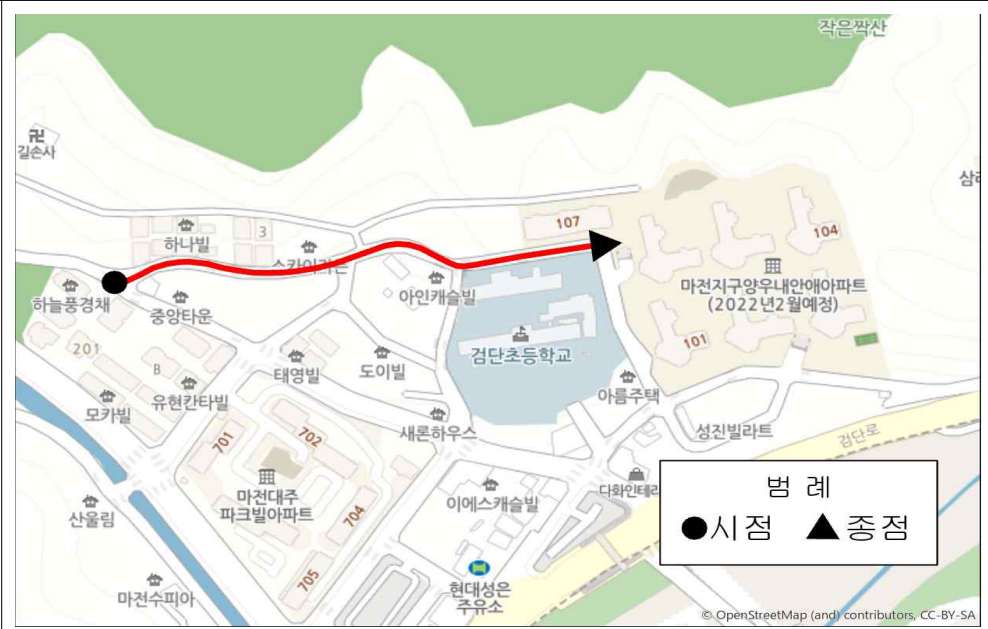 작은짝산
길손사
삼라
107
3
104
하나빌
스카이가든
마전지구양우내안애아파트
(2022년2월예정)
하늘풍경채
아인캐슬빌
중앙타운
101
201
B
검단초등학교
태영빌
도이빌
아름주택
모카빌
유현칸타빌
새론하우스
성진빌라트
검단로
701
702
마전대주
파크빌아파트
704
705
이에스캐슬빌
다화인테리
산울림
마전수피아
현대성은
주유소
범 례
●시점 ▲종점
© OpenStreetMap (and) contributors, CC-BY-SA